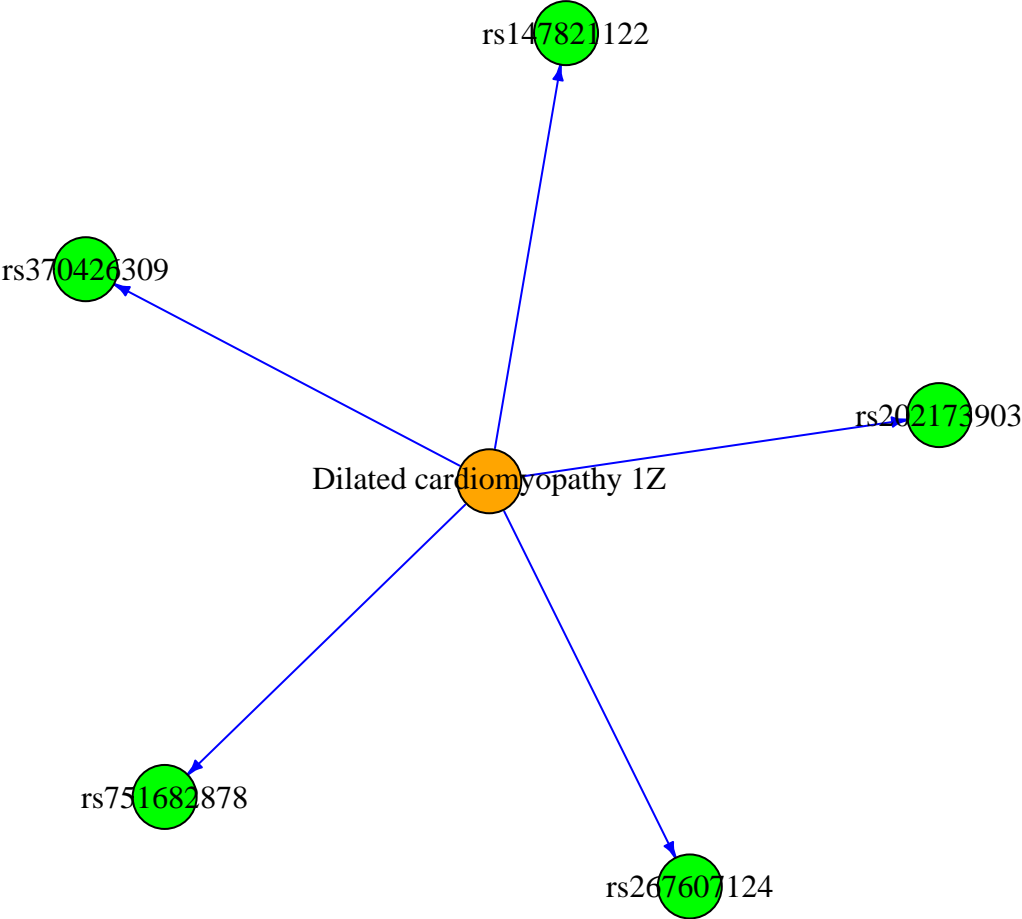 rs147821122
rs370426309
rs202173903
Dilated cardiomyopathy 1Z
rs751682878
rs267607124